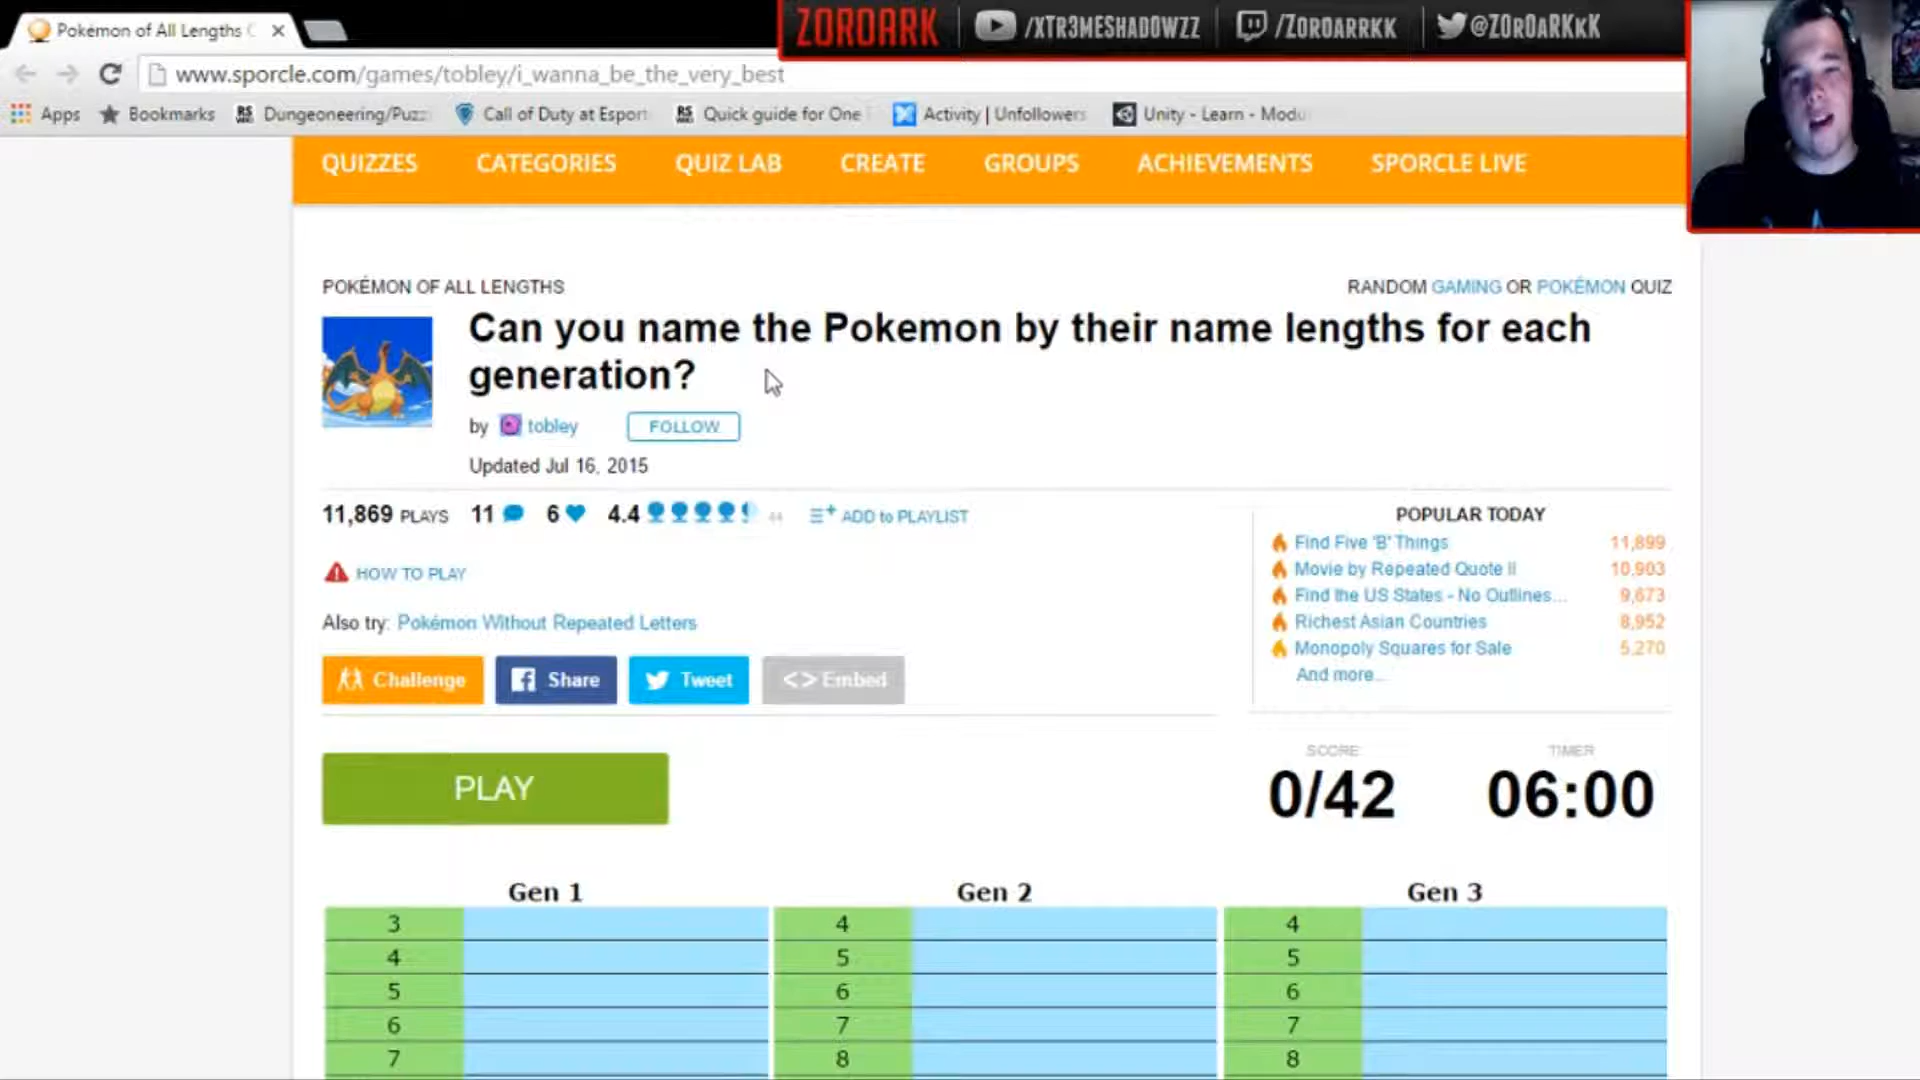 Pokemon of All Lengths
ZOROARK /XTR3MESHADOWZZ /ZOROARRKK @ZOROARKKK
www.sporcle.com/games/tobley/i_wanna_be_the_very_best
Apps Bookmarks Dungeoneering/Puzz Call of Duty at Esport Quick guide for One Activity | Unfollowers Unity - Learn - Modu
QUIZZES CATEGORIES QUIZ LAB CREATE GROUPS ACHIEVEMENTS SPORCLE LIVE
POKÉMON OF ALL LENGTHS
RANDOM GAMING OR POKÉMON QUIZ
Can you name the Pokemon by their name lengths for each
generation?
by tobley FOLLOW
Updated Jul 16, 2015
11,869 PLAYS 11 6 4.4 44 ADD to PLAYLIST
HOW TO PLAY
Also try: Pokémon Without Repeated Letters
Challenge Share Tweet <> Embed
POPULAR TODAY
Find Five 'B' Things 11,899
Movie by Repeated Quote II 10,903
Find the US States - No Outlines... 9,673
Richest Asian Countries 8,952
Monopoly Squares for Sale 5,270
And more...
PLAY
SCORE TIMER
0/42 06:00
Gen 1 Gen 2 Gen 3
3 4 4
4 5 5
5 6 6
6 7 7
7 8 8